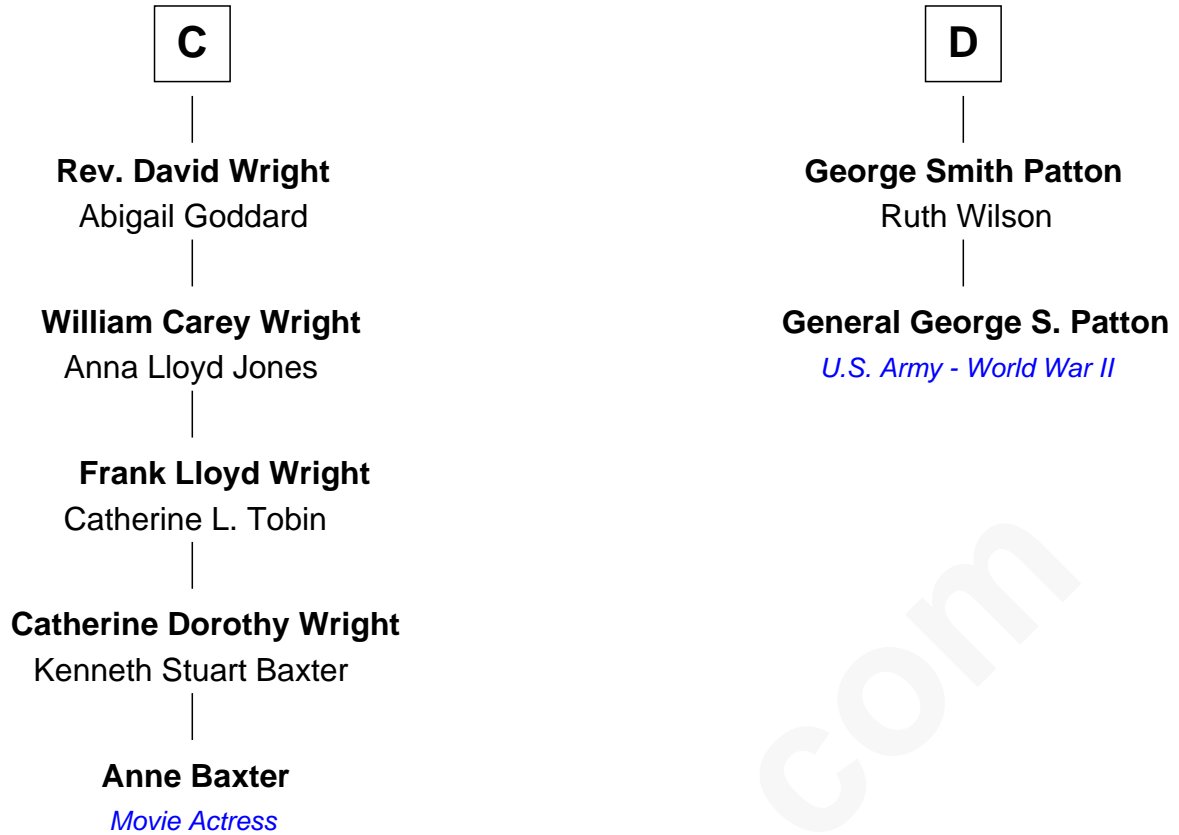 C
Rev. David Wright
Abigail Goddard
William Carey Wright
Anna Lloyd Jones
Frank Lloyd Wright
Catherine L. Tobin
Catherine Dorothy Wright
Kenneth Stuart Baxter
Anne Baxter
Movie Actress
D
George Smith Patton
Ruth Wilson
General George S. Patton
U.S. Army - World War II
com